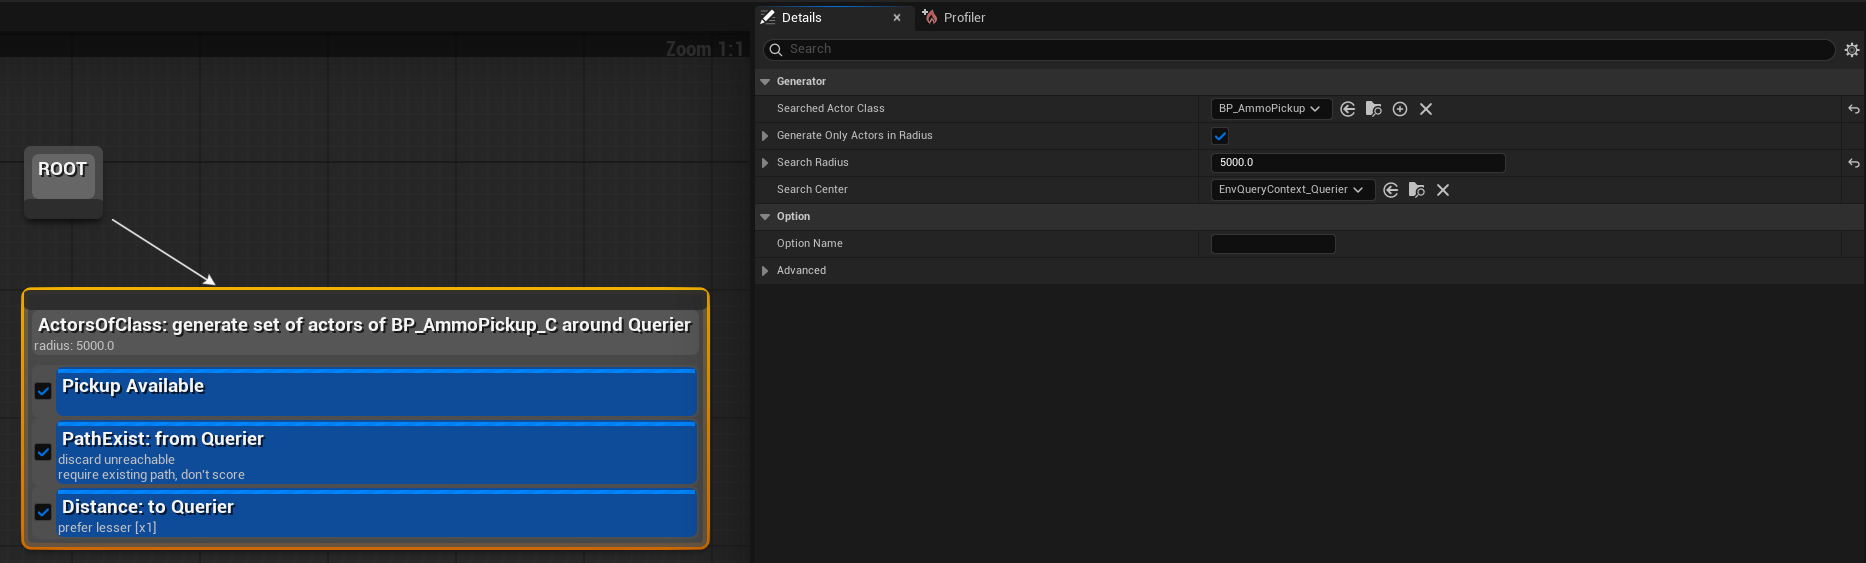 Zoom 1:1
ROOT
ActorsOfClass: generate set of actors of BP_AmmoPickup_C around Querier
radius: 5000.0
Pickup Available
PathExist: from Querier
discard unreachable
require existing path, don't score
Distance: to Querier
prefer lesser [x1]
Details
Profiler
Search
Generator
Searched Actor Class
BP_AmmoPickup
Generate Only Actors in Radius
Search Radius
5000.0
Search Center
EnvQueryContext_Querier
Option
Option Name
Advanced